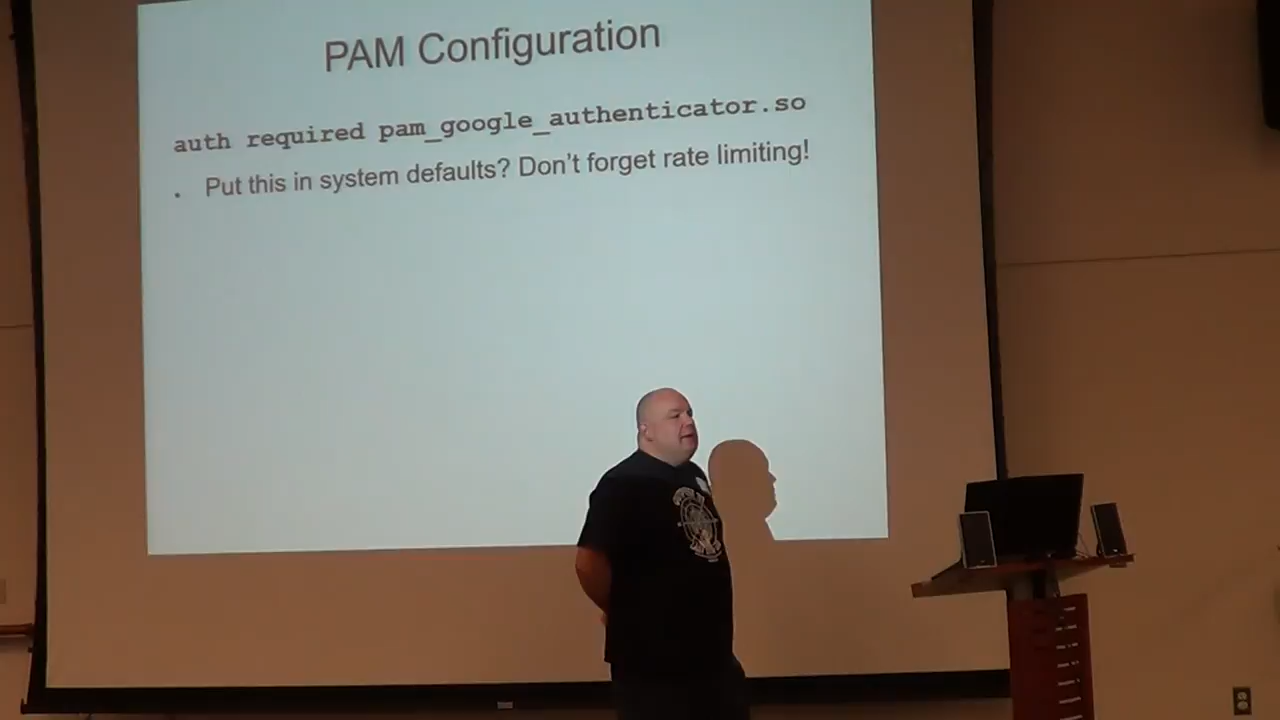 PAM Configuration
auth required pam_google_authenticator.so
. Put this in system defaults? Don't forget rate limiting!